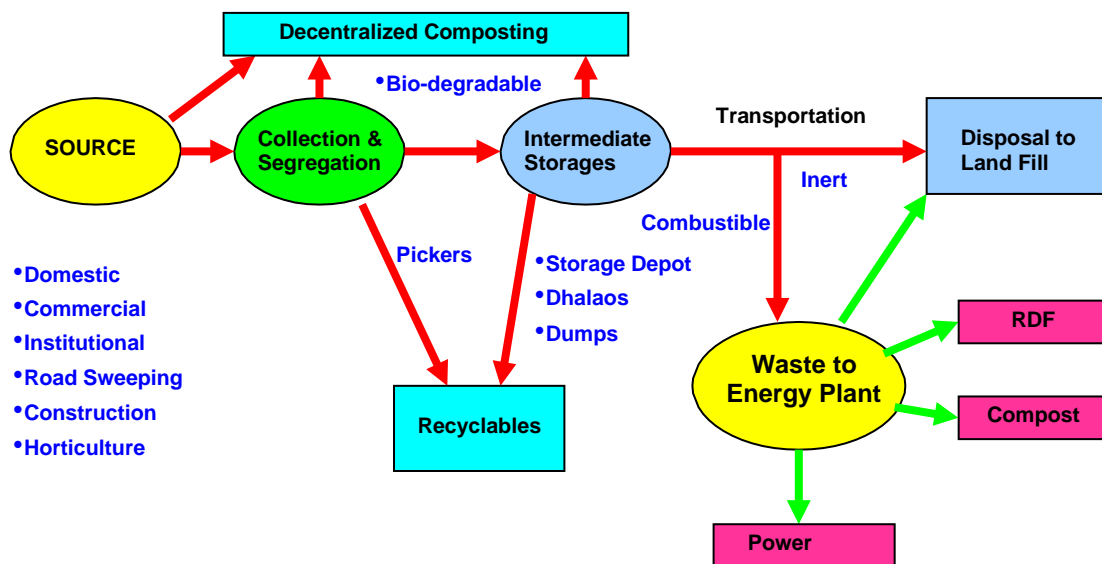 Decentralized Composting
•Bio-degradable
SOURCE
Collection &
Segregation
Intermediate
Storages
Transportation
Disposal to
Land Fill
Inert
Combustible
Pickers
•Domestic
•Commercial
•Institutional
•Road Sweeping
•Construction
•Horticulture
•Storage Depot
•Dhalaos
•Dumps
Recyclables
Waste to
Energy Plant
RDF
Compost
Power